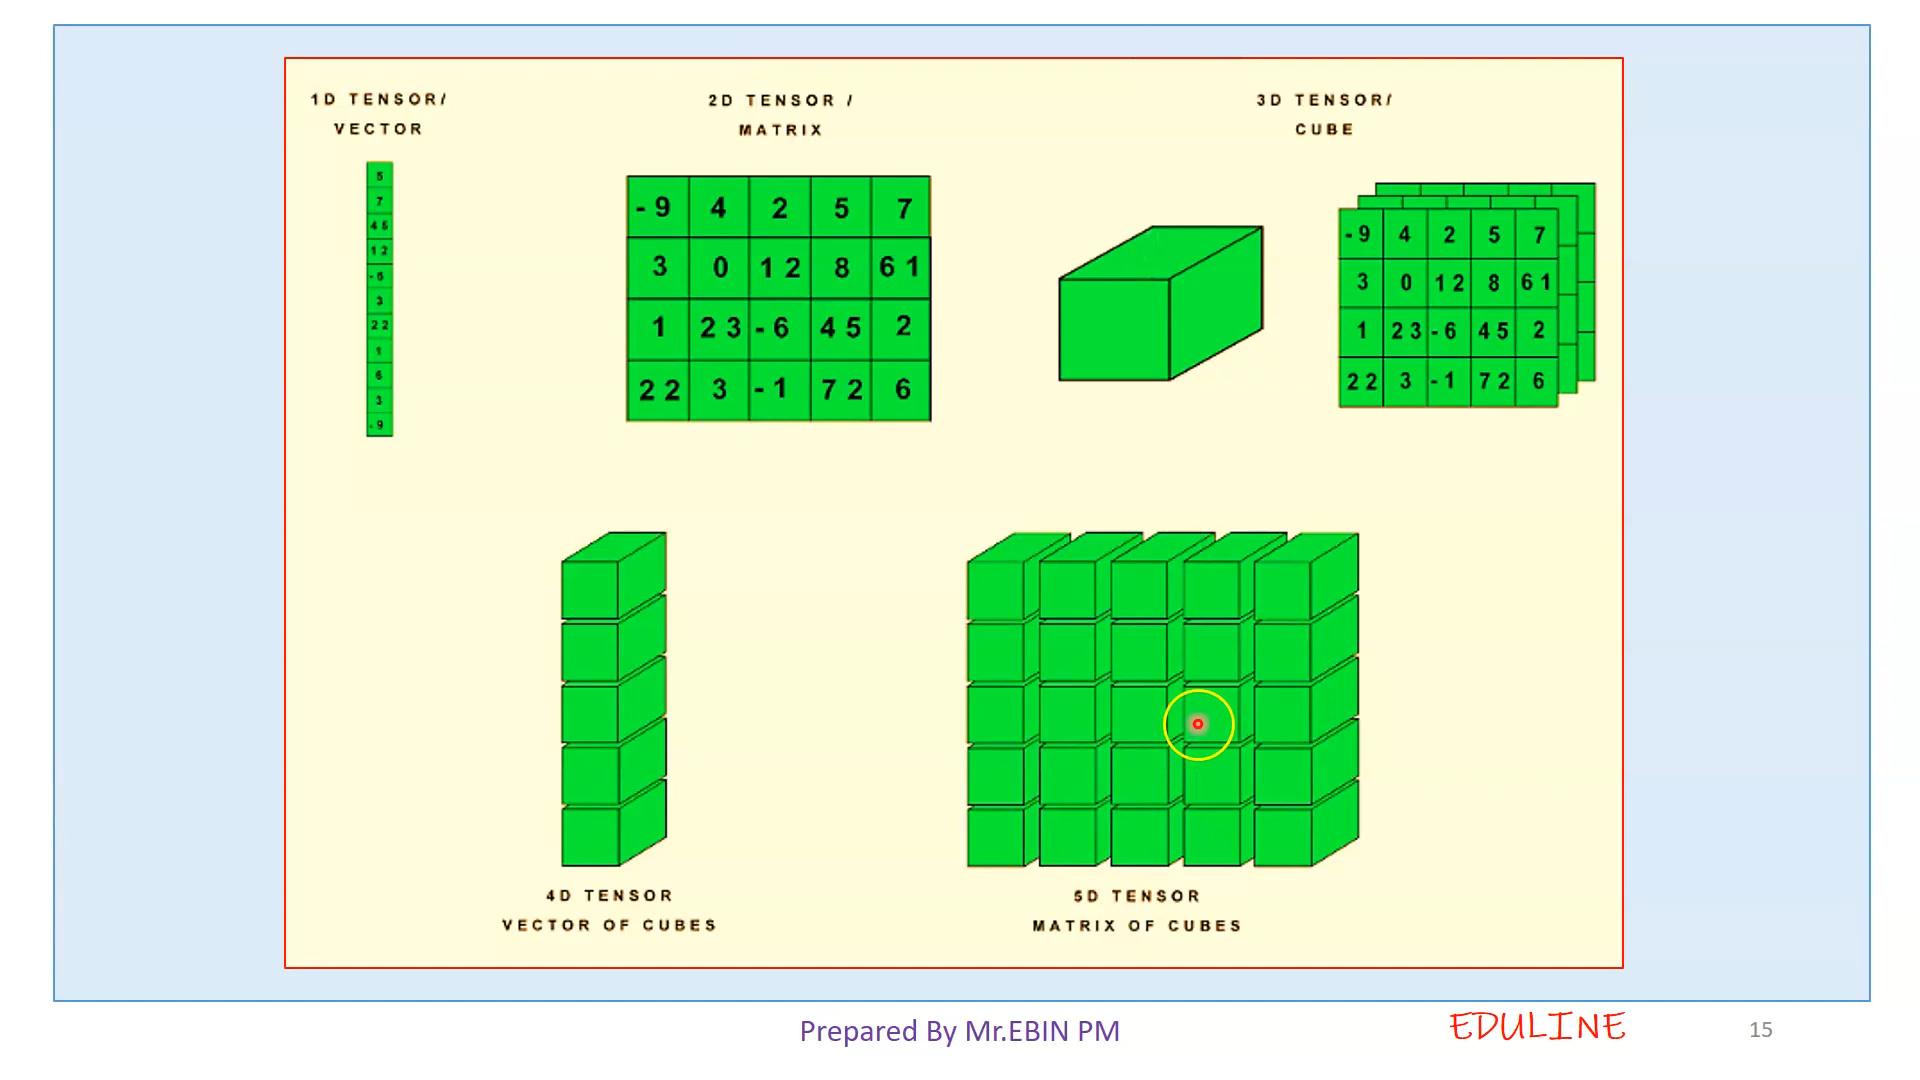 1D TENSOR/
VECTOR
5
7
45
12
-6
3
22
1
6
3
-9
2D TENSOR /
MATRIX
-9 4 2 5 7
3 0 12 8 61
1 23 -6 45 2
22 3 -1 72 6
3D TENSOR/
CUBE
-9 4 2 5 7
3 0 12 8 61
1 23 -6 45 2
22 3 -1 72 6
4D TENSOR
VECTOR OF CUBES
5D TENSOR
MATRIX OF CUBES
Prepared By Mr.EBIN PM
EDULINE
15